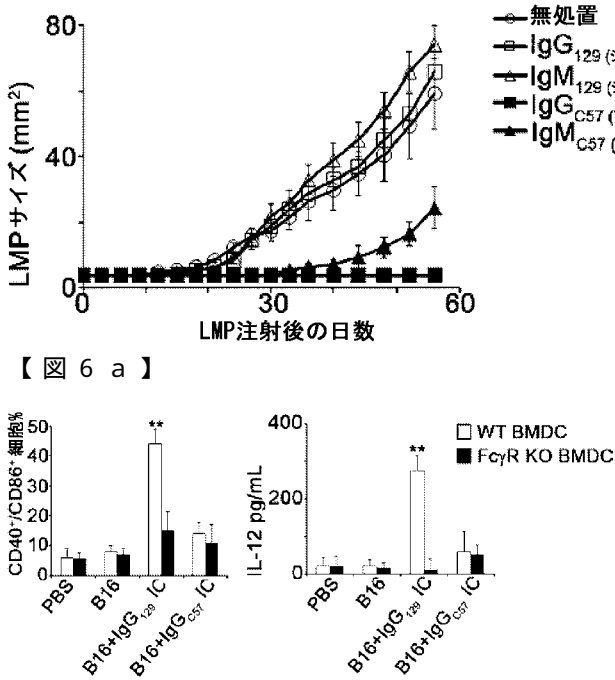 80
40
0
0
30
60
LMPサイズ (mm²)
LMP注射後の日数
無処置
IgG129 (
IgM129 (
IgGC57 (
IgMC57 (
【図6a】
CD40⁺/CD86⁺ 細胞%
50
40
30
20
10
0
PBS
B16
B16+IgG129 IC
B16+IgGC57 IC
**
IL-12 pg/mL
400
200
0
PBS
B16
B16+IgG129 IC
B16+IgGC57 IC
**
WT BMDC
FcγR KO BMDC